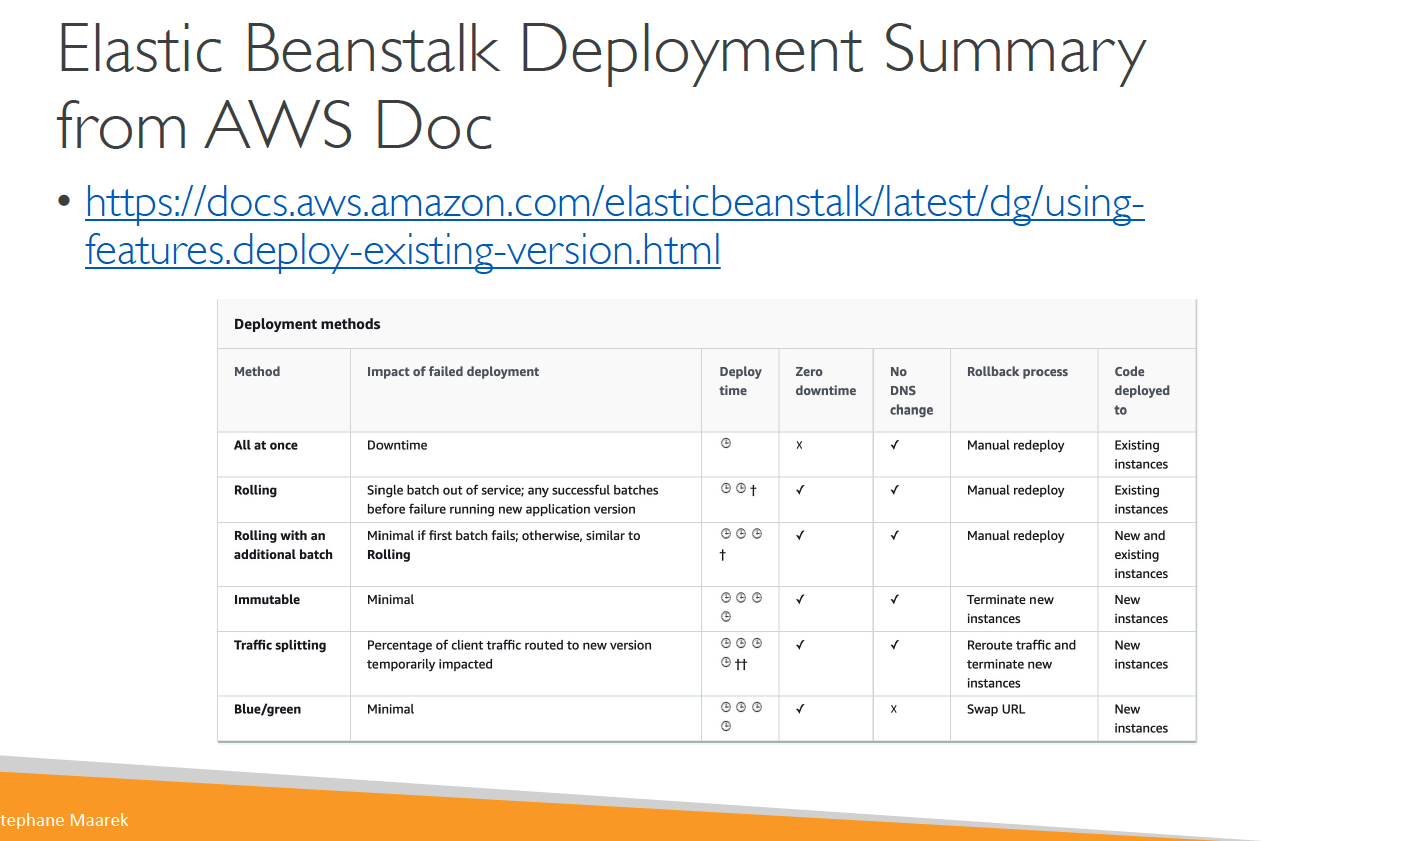 Elastic Beanstalk Deployment Summary
from AWS Doc
• https://docs.aws.amazon.com/elasticbeanstalk/latest/dg/using-
features.deploy-existing-version.html
Deployment methods
Method
Impact of failed deployment
Deploy
time
Zero
downtime
No
DNS
change
Rollback process
Code
deployed
to
All at once
Downtime
🕒
X
✓
Manual redeploy
Existing
instances
Rolling
Single batch out of service; any successful batches
before failure running new application version
🕒 🕒 †
✓
✓
Manual redeploy
Existing
instances
Rolling with an
additional batch
Minimal if first batch fails; otherwise, similar to
Rolling
🕒 🕒 🕒
†
✓
✓
Manual redeploy
New and
existing
instances
Immutable
Minimal
🕒 🕒 🕒
🕒
✓
✓
Terminate new
instances
New
instances
Traffic splitting
Percentage of client traffic routed to new version
temporarily impacted
🕒 🕒 🕒
🕒 ††
✓
✓
Reroute traffic and
terminate new
instances
New
instances
Blue/green
Minimal
🕒 🕒 🕒
🕒
✓
X
Swap URL
New
instances
tephane Maarek